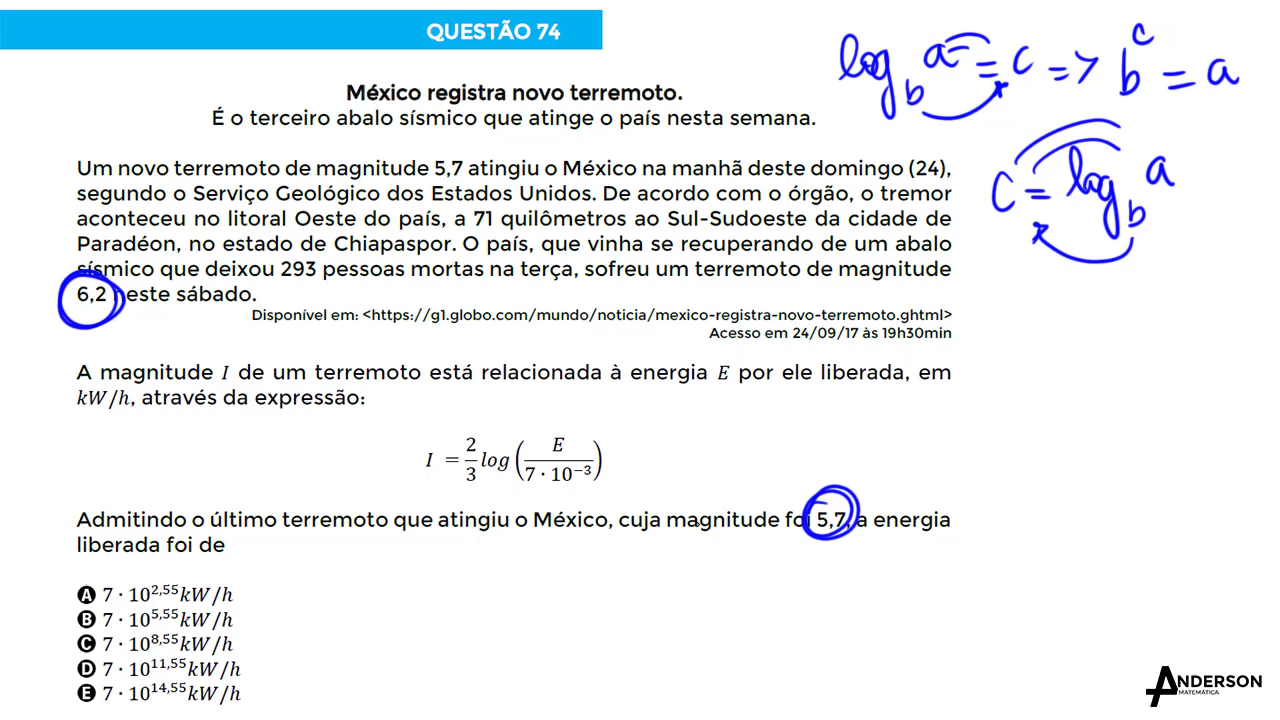 QUESTÃO 74
log_b a = c => b^c = a
c = log_b a
México registra novo terremoto.
É o terceiro abalo sísmico que atinge o país nesta semana.
Um novo terremoto de magnitude 5,7 atingiu o México na manhã deste domingo (24),
segundo o Serviço Geológico dos Estados Unidos. De acordo com o órgão, o tremor
aconteceu no litoral Oeste do país, a 71 quilômetros ao Sul-Sudoeste da cidade de
Paradéon, no estado de Chiapaspor. O país, que vinha se recuperando de um abalo
sísmico que deixou 293 pessoas mortas na terça, sofreu um terremoto de magnitude
6,2 neste sábado.
Disponível em: <https://g1.globo.com/mundo/noticia/mexico-registra-novo-terremoto.ghtml>
Acesso em 24/09/17 às 19h30min
A magnitude I de um terremoto está relacionada à energia E por ele liberada, em
kW/h, através da expressão:
I = 2/3 log (E / 7 · 10⁻³)
Admitindo o último terremoto que atingiu o México, cuja magnitude foi 5,7, a energia
liberada foi de
A 7 · 10^2,55 kW/h
B 7 · 10^5,55 kW/h
C 7 · 10^8,55 kW/h
D 7 · 10^11,55 kW/h
E 7 · 10^14,55 kW/h
ANDERSON
MATEMÁTICA